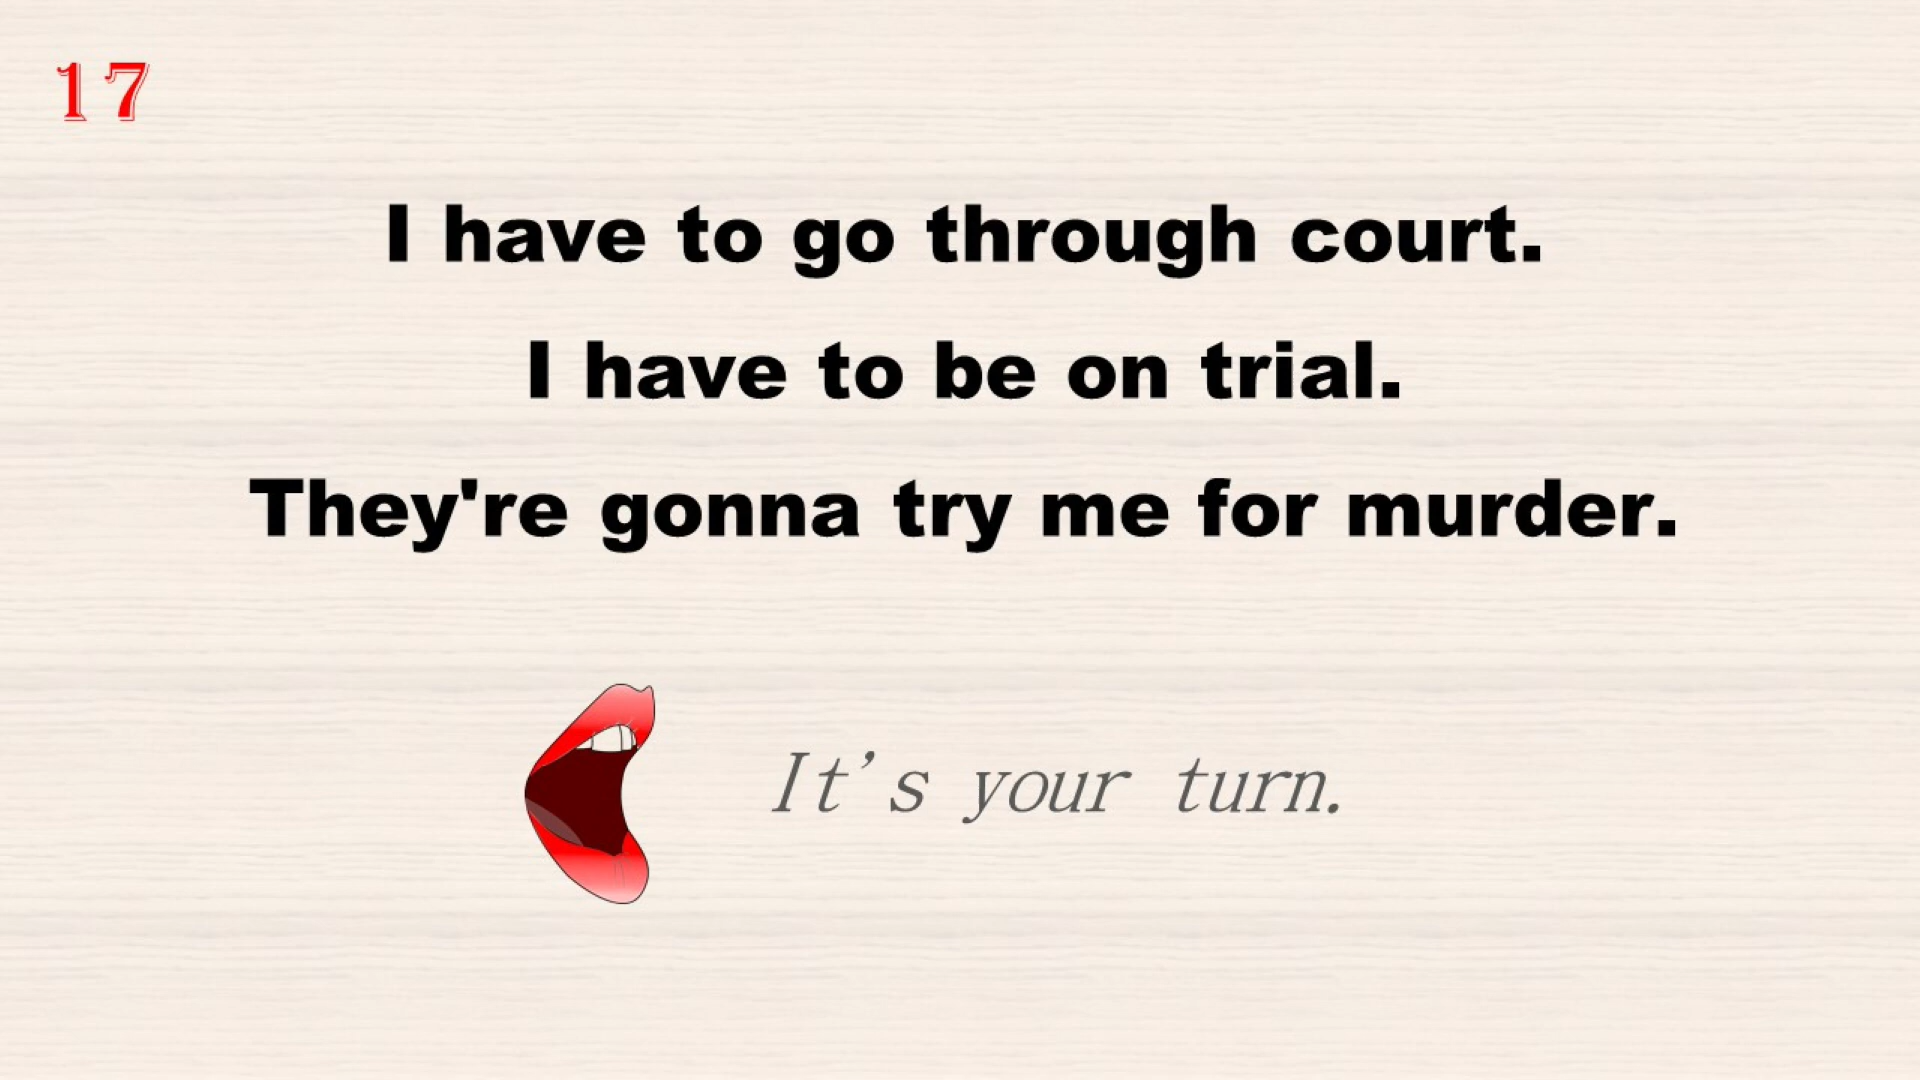 17
I have to go through court.
I have to be on trial.
They're gonna try me for murder.
It’s your turn.